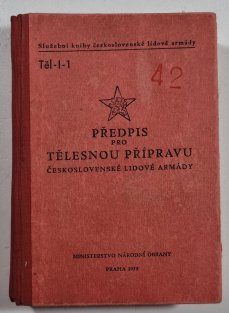 Služební knihy československé lidové armády
Těl-1-1
42
PŘEDPIS
PRO
TĚLESNOU PŘÍPRAVU
ČESKOSLOVENSKÉ LIDOVÉ ARMÁDY
MINISTERSTVO NÁRODNÍ OBRANY
PRAHA